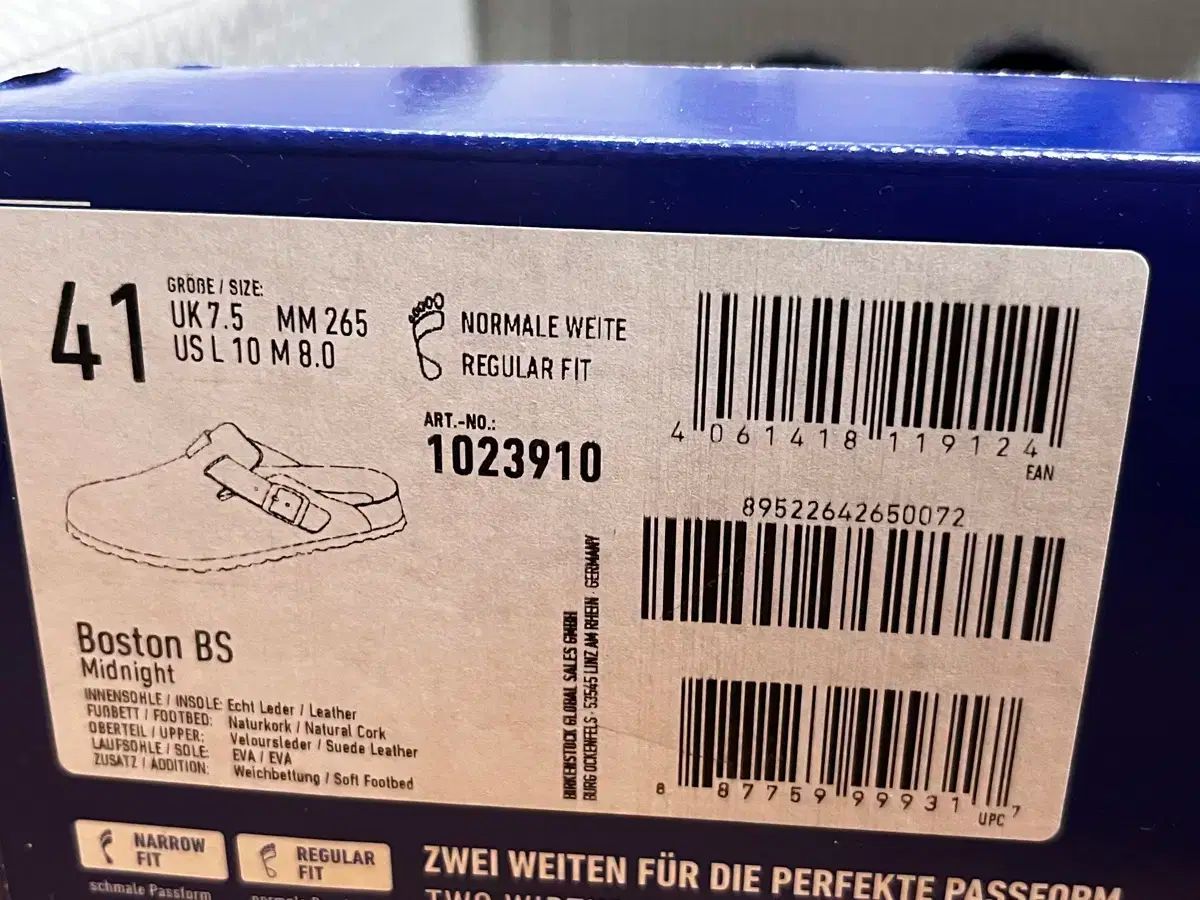 41
GRÖßE / SIZE:
UK 7.5 MM 265
US L 10 M 8.0
NORMALE WEITE
REGULAR FIT
ART.-NO.:
1023910
4 061418 119124
EAN
89522642650072
8 87759 99931 7
UPC
BIRKENSTOCK GLOBAL SALES GMBH
BURG OCKENFELS · 53545 LINZ AM RHEIN · GERMANY
Boston BS
Midnight
INNENSOHLE / INSOLE: Echt Leder / Leather
FUßBETT / FOOTBED: Naturkork / Natural Cork
OBERTEIL / UPPER: Veloursleder / Suede Leather
LAUFSOHLE / SOLE: EVA / EVA
ZUSATZ / ADDITION: Weichbettung / Soft Footbed
NARROW
FIT
schmale Passform
REGULAR
FIT
ZWEI WEITEN FÜR DIE PERFEKTE PASSFORM